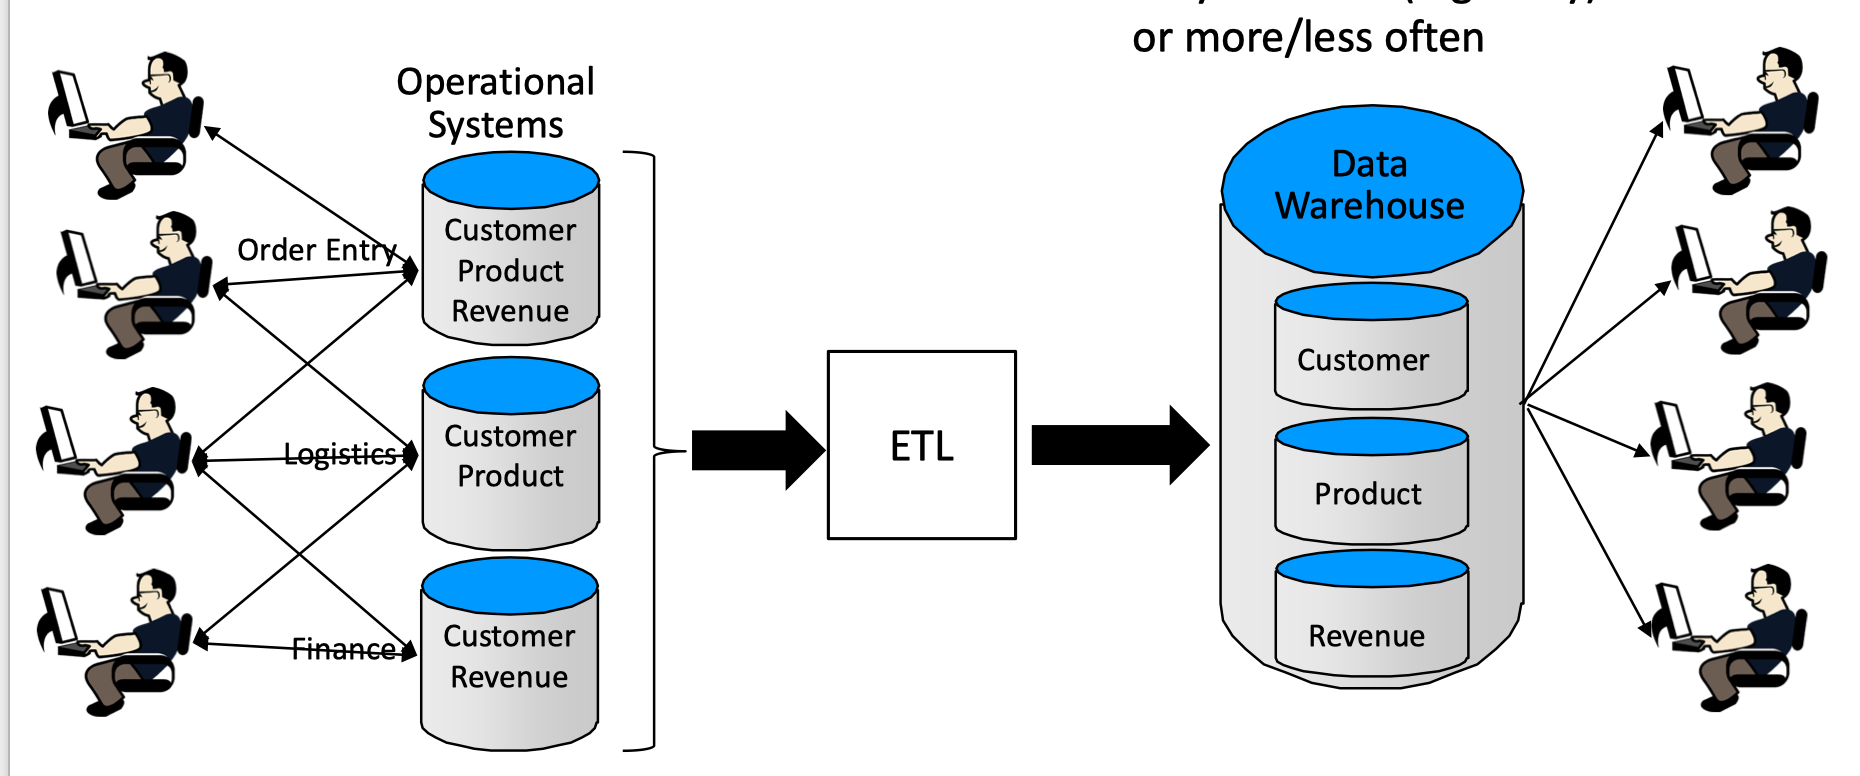 or more/less often
Operational
Systems
Order Entry
Customer
Product
Revenue
Logistics
Customer
Product
Finance
Customer
Revenue
ETL
Data
Warehouse
Customer
Product
Revenue